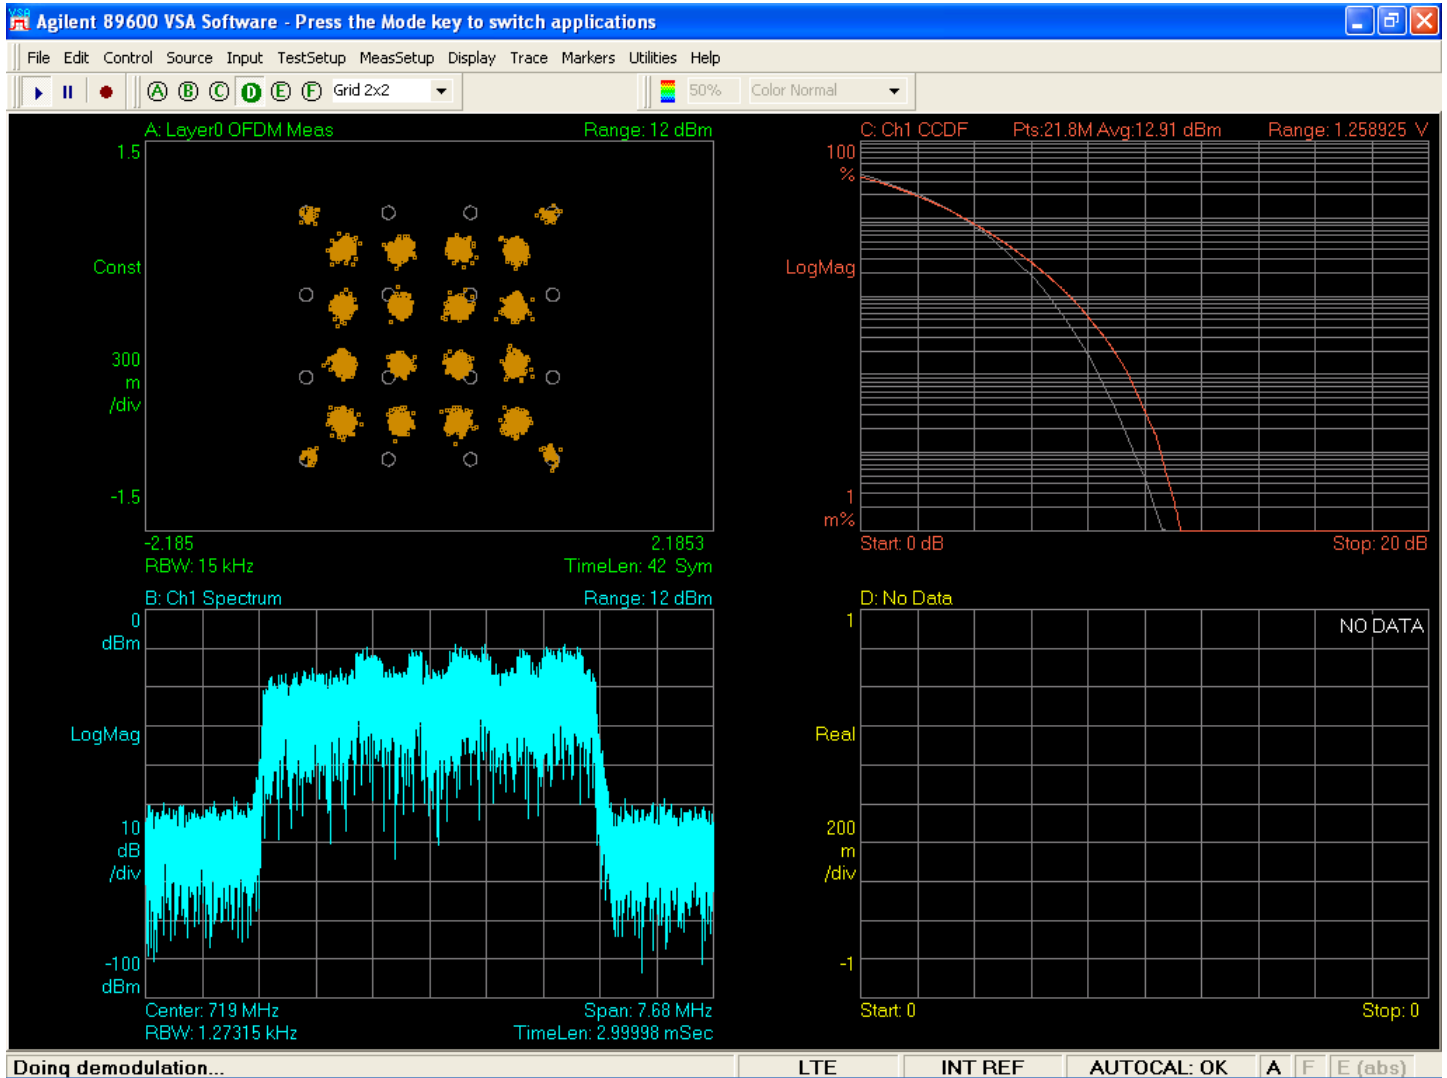 VSA Agilent 89600 VSA Software - Press the Mode key to switch applications
File Edit Control Source Input TestSetup MeasSetup Display Trace Markers Utilities Help
A B C D E F Grid 2x2 50% Color Normal
A: Layer0 OFDM Meas Range: 12 dBm
1.5
Const
300
m
/div
-1.5
-2.185 2.1853
RBW: 15 kHz TimeLen: 42 Sym
C: Ch1 CCDF Pts:21.8M Avg:12.91 dBm Range: 1.258925 V
100
%
LogMag
1
m%
Start: 0 dB Stop: 20 dB
B: Ch1 Spectrum Range: 12 dBm
0
dBm
LogMag
10
dB
/div
-100
dBm
Center: 719 MHz Span: 7.68 MHz
RBW: 1.27315 kHz TimeLen: 2.99998 mSec
D: No Data
1 NO DATA
Real
200
m
/div
-1
Start: 0 Stop: 0
Doing demodulation... LTE INT REF AUTOCAL: OK A F E (abs)